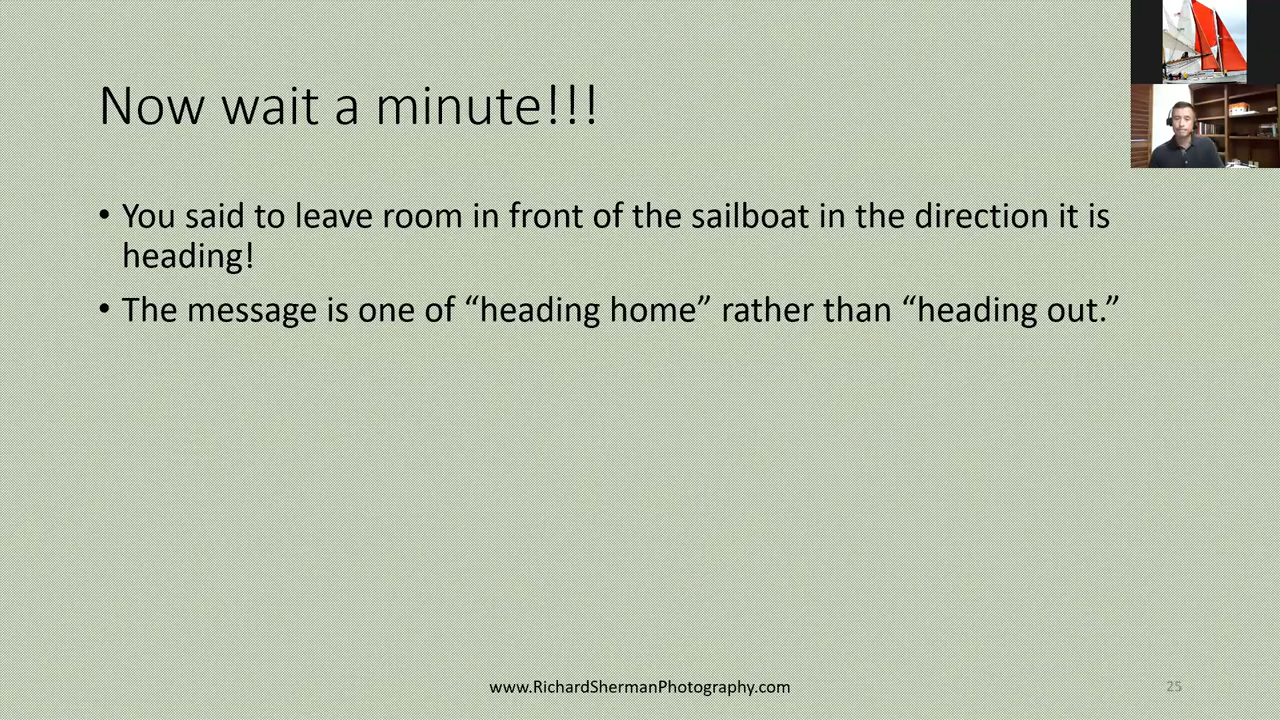 Now wait a minute!!!
• You said to leave room in front of the sailboat in the direction it is
heading!
• The message is one of “heading home” rather than “heading out.”
www.RichardShermanPhotography.com
25